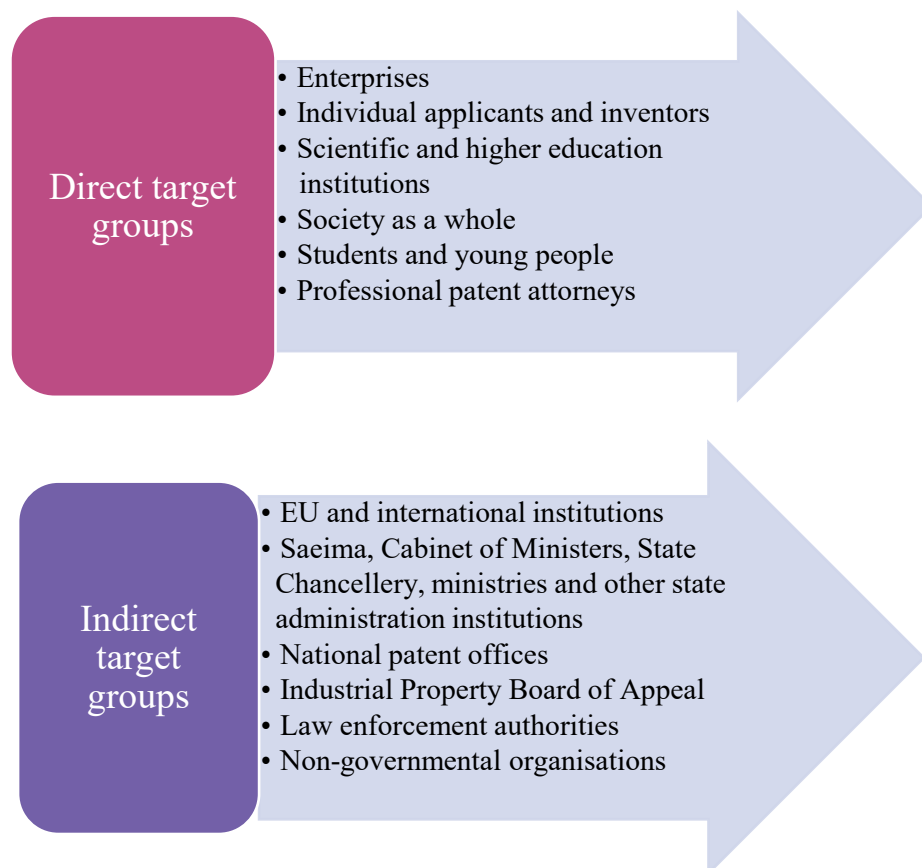 Direct target
groups
• Enterprises
• Individual applicants and inventors
• Scientific and higher education
institutions
• Society as a whole
• Students and young people
• Professional patent attorneys
Indirect
target
groups
• EU and international institutions
• Saeima, Cabinet of Ministers, State
Chancellery, ministries and other state
administration institutions
• National patent offices
• Industrial Property Board of Appeal
• Law enforcement authorities
• Non-governmental organisations